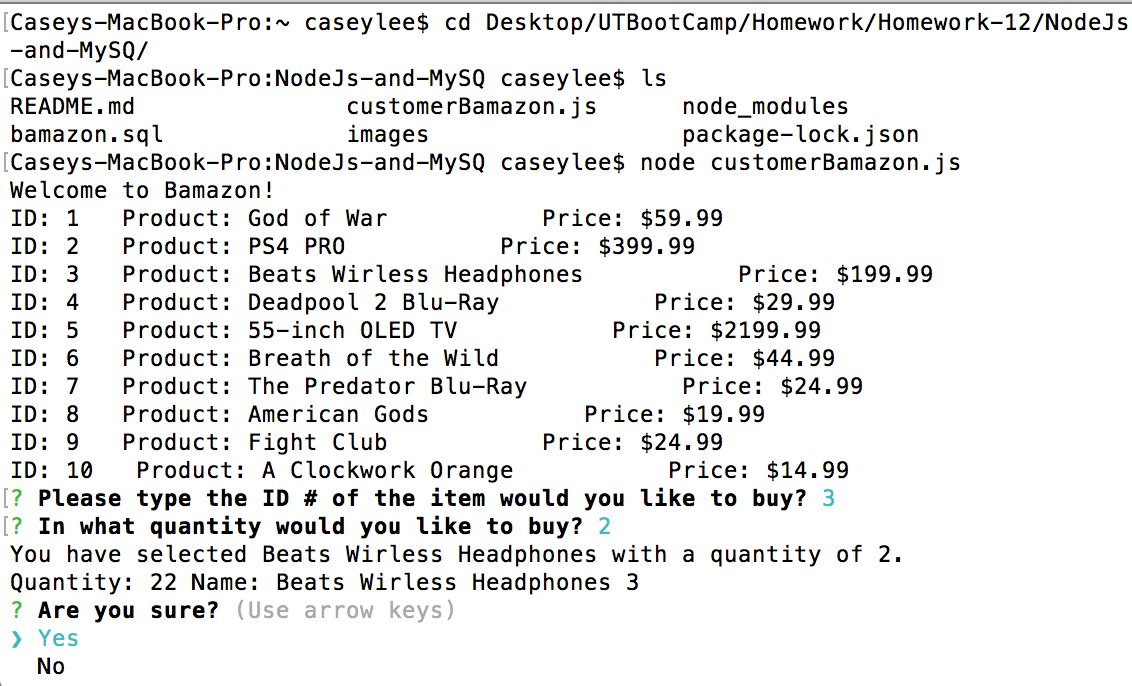 [Caseys-MacBook-Pro:~ caseylee$ cd Desktop/UTBootCamp/Homework/Homework-12/NodeJs
-and-MySQ/
[Caseys-MacBook-Pro:NodeJs-and-MySQ caseylee$ ls
README.md               customerBamazon.js      node_modules
bamazon.sql             images                  package-lock.json
[Caseys-MacBook-Pro:NodeJs-and-MySQ caseylee$ node customerBamazon.js
Welcome to Bamazon!
ID: 1   Product: God of War           Price: $59.99
ID: 2   Product: PS4 PRO           Price: $399.99
ID: 3   Product: Beats Wirless Headphones           Price: $199.99
ID: 4   Product: Deadpool 2 Blu-Ray           Price: $29.99
ID: 5   Product: 55-inch OLED TV           Price: $2199.99
ID: 6   Product: Breath of the Wild           Price: $44.99
ID: 7   Product: The Predator Blu-Ray           Price: $24.99
ID: 8   Product: American Gods           Price: $19.99
ID: 9   Product: Fight Club           Price: $24.99
ID: 10   Product: A Clockwork Orange           Price: $14.99
[? Please type the ID # of the item would you like to buy? 3
[? In what quantity would you like to buy? 2
You have selected Beats Wirless Headphones with a quantity of 2.
Quantity: 22 Name: Beats Wirless Headphones 3
? Are you sure? (Use arrow keys)
❯ Yes
  No